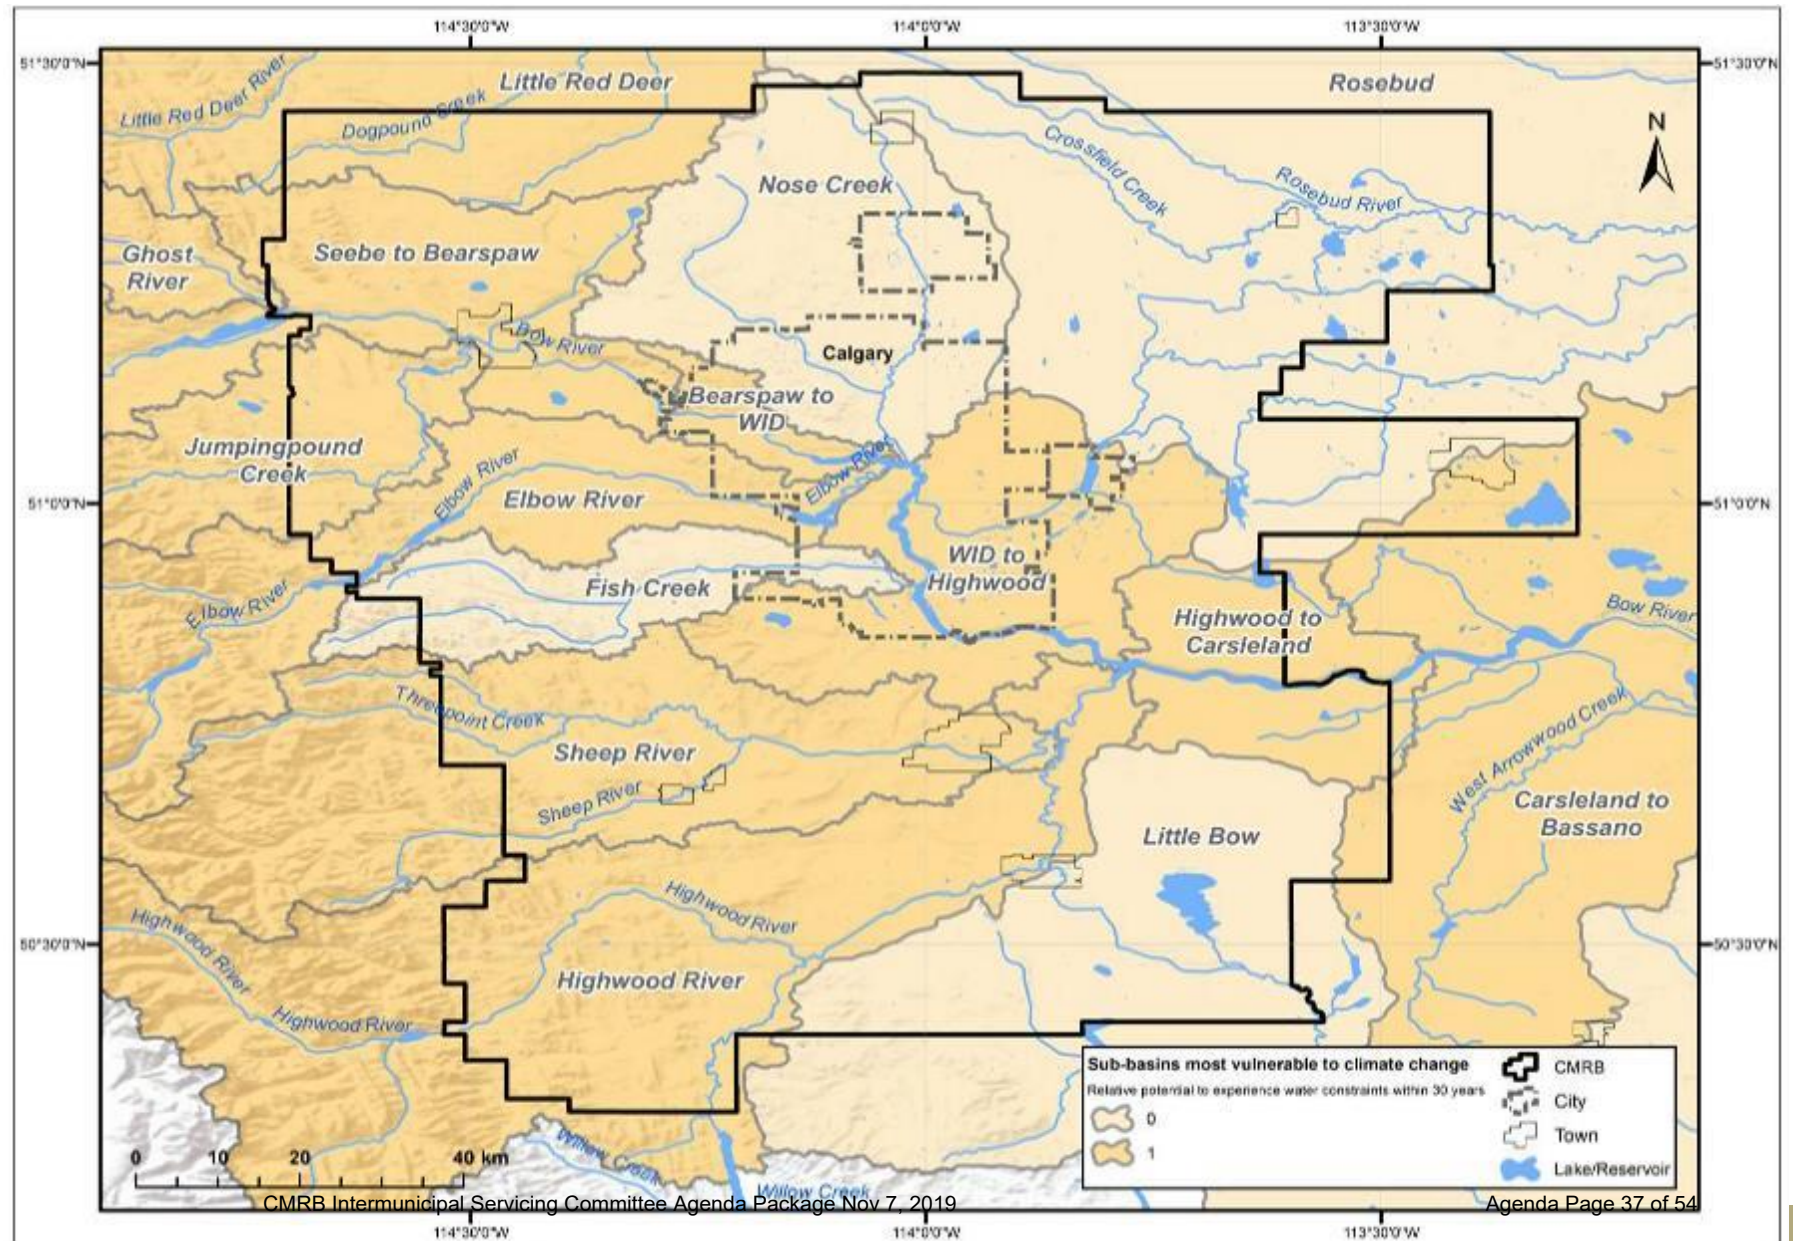 114°30'0"W
114°0'0"W
113°30'0"W
51°30'0"N
51°30'0"N
Little Red Deer
Rosebud
Little Red Deer River
Dogpound Creek
N
Crossfield Creek
Nose Creek
Rosebud River
Ghost
River
Seebe to Bearspaw
Bow River
Calgary
Bearspaw to
WID
Jumpingpound
Creek
Elbow River
Elbow River
Elbow River
51°0'0"N
51°0'0"N
WID to
Highwood
Fish Creek
Elbow River
Highwood to
Carsleland
Bow River
Threepoint Creek
Sheep River
Sheep River
West Arrowwood Creek
Carsleland to
Bassano
Little Bow
Highwood River
Highwood River
50°30'0"N
50°30'0"N
Highwood River
Highwood River
Sub-basins most vulnerable to climate change
Relative potential to experience water constraints within 30 years
0
1
CMRB
City
Town
Lake/Reservoir
0 10 20 40 km
Willow Creek
Willow Creek
CMRB Intermunicipal Servicing Committee Agenda Package Nov 7, 2019
Agenda Page 37 of 54
114°30'0"W
114°0'0"W
113°30'0"W